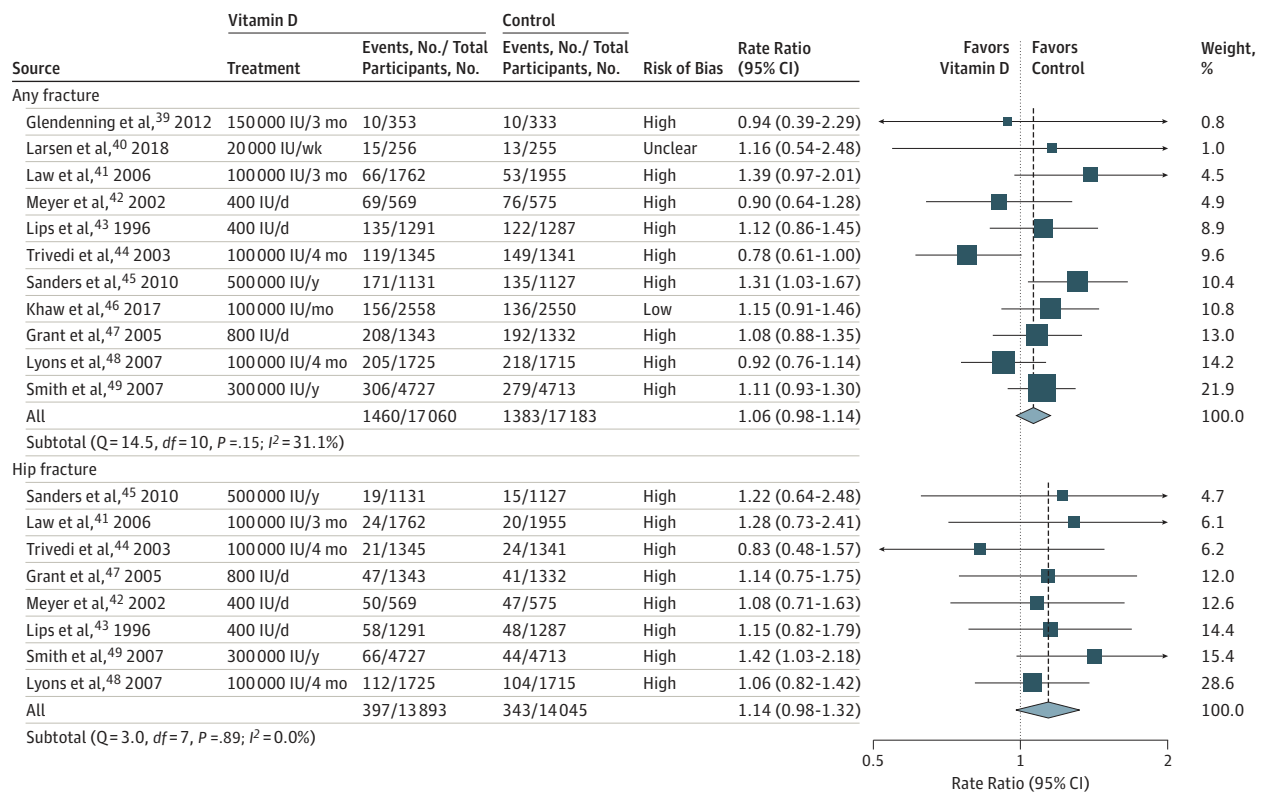 Vitamin D Control
Source Treatment Events, No./ Total Participants, No. Events, No./ Total Participants, No. Risk of Bias Rate Ratio (95% CI) Favors Vitamin D Favors Control Weight, %
Any fracture
Glendenning et al,39 2012 150 000 IU/3 mo 10/353 10/333 High 0.94 (0.39-2.29) 0.8
Larsen et al,40 2018 20 000 IU/wk 15/256 13/255 Unclear 1.16 (0.54-2.48) 1.0
Law et al,41 2006 100 000 IU/3 mo 66/1762 53/1955 High 1.39 (0.97-2.01) 4.5
Meyer et al,42 2002 400 IU/d 69/569 76/575 High 0.90 (0.64-1.28) 4.9
Lips et al,43 1996 400 IU/d 135/1291 122/1287 High 1.12 (0.86-1.45) 8.9
Trivedi et al,44 2003 100 000 IU/4 mo 119/1345 149/1341 High 0.78 (0.61-1.00) 9.6
Sanders et al,45 2010 500 000 IU/y 171/1131 135/1127 High 1.31 (1.03-1.67) 10.4
Khaw et al,46 2017 100 000 IU/mo 156/2558 136/2550 Low 1.15 (0.91-1.46) 10.8
Grant et al,47 2005 800 IU/d 208/1343 192/1332 High 1.08 (0.88-1.35) 13.0
Lyons et al,48 2007 100 000 IU/4 mo 205/1725 218/1715 High 0.92 (0.76-1.14) 14.2
Smith et al,49 2007 300 000 IU/y 306/4727 279/4713 High 1.11 (0.93-1.30) 21.9
All 1460/17 060 1383/17 183 1.06 (0.98-1.14) 100.0
Subtotal (Q = 14.5, df = 10, P = .15; I2 = 31.1%)
Hip fracture
Sanders et al,45 2010 500 000 IU/y 19/1131 15/1127 High 1.22 (0.64-2.48) 4.7
Law et al,41 2006 100 000 IU/3 mo 24/1762 20/1955 High 1.28 (0.73-2.41) 6.1
Trivedi et al,44 2003 100 000 IU/4 mo 21/1345 24/1341 High 0.83 (0.48-1.57) 6.2
Grant et al,47 2005 800 IU/d 47/1343 41/1332 High 1.14 (0.75-1.75) 12.0
Meyer et al,42 2002 400 IU/d 50/569 47/575 High 1.08 (0.71-1.63) 12.6
Lips et al,43 1996 400 IU/d 58/1291 48/1287 High 1.15 (0.82-1.79) 14.4
Smith et al,49 2007 300 000 IU/y 66/4727 44/4713 High 1.42 (1.03-2.18) 15.4
Lyons et al,48 2007 100 000 IU/4 mo 112/1725 104/1715 High 1.06 (0.82-1.42) 28.6
All 397/13 893 343/14 045 1.14 (0.98-1.32) 100.0
Subtotal (Q = 3.0, df = 7, P = .89; I2 = 0.0%)
0.5 1 2
Rate Ratio (95% CI)